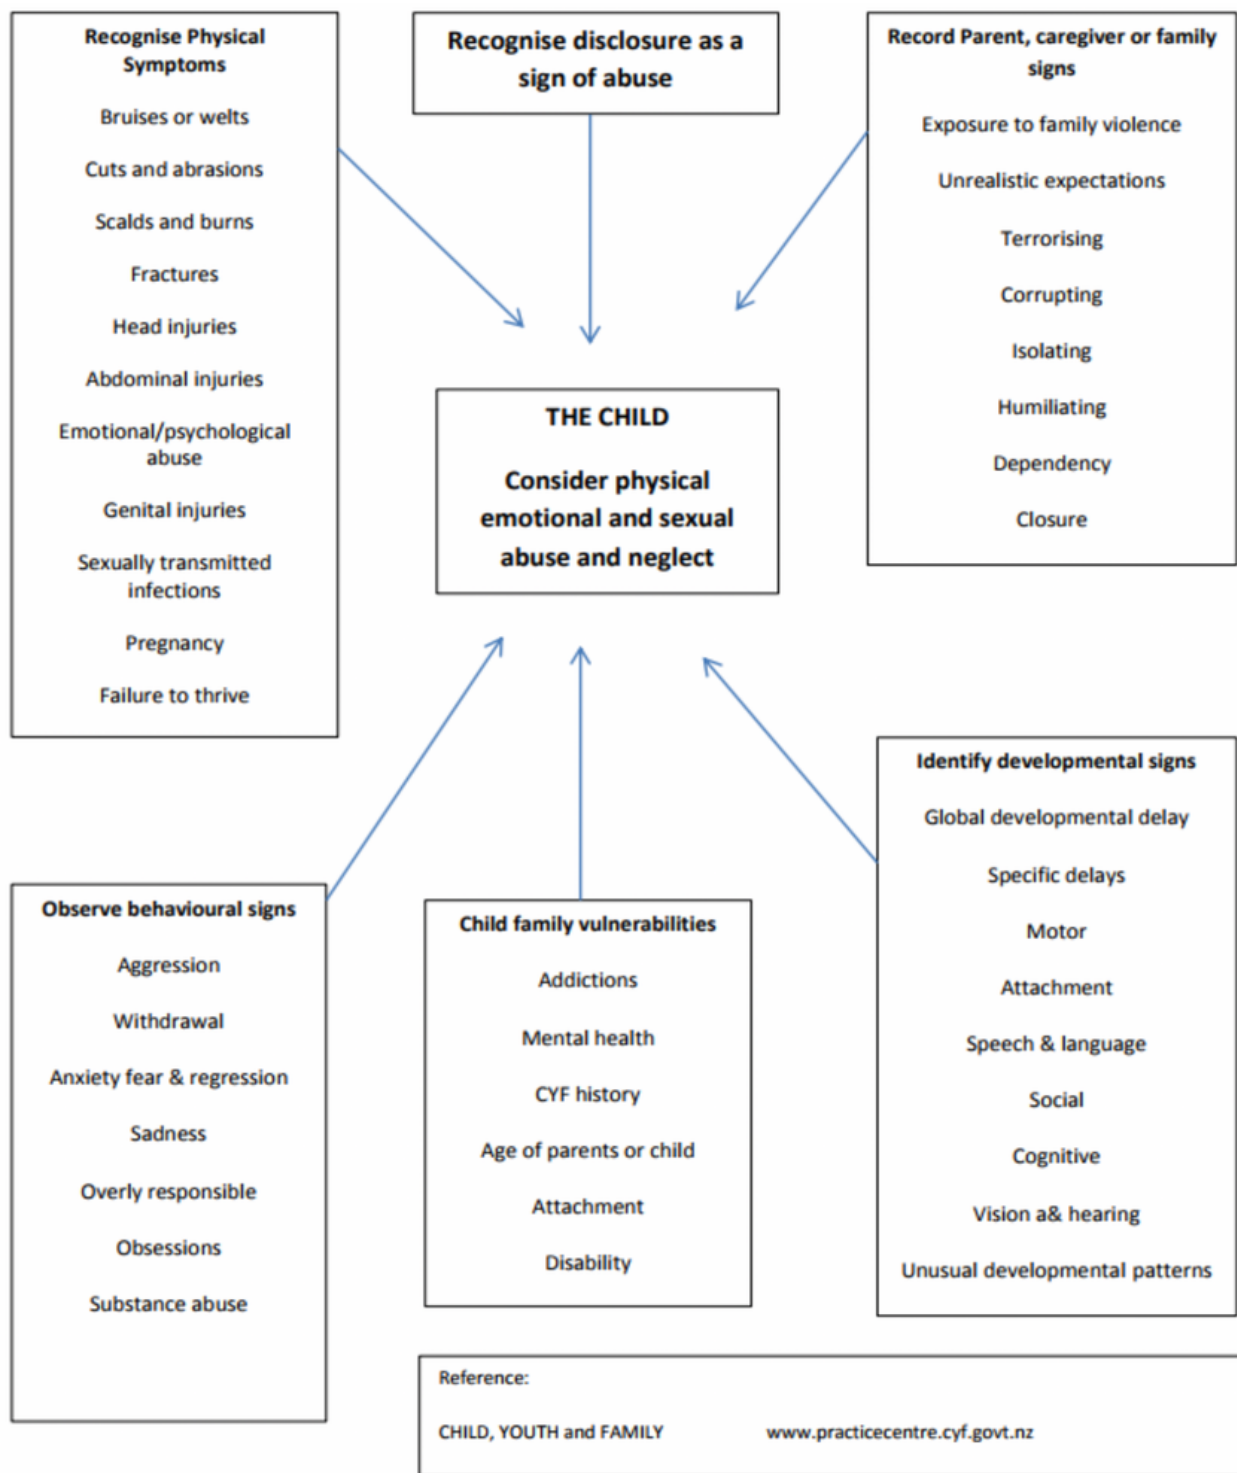 Recognise Physical
Symptoms
Bruises or welts
Cuts and abrasions
Scalds and burns
Fractures
Head injuries
Abdominal injuries
Emotional/psychological
abuse
Genital injuries
Sexually transmitted
infections
Pregnancy
Failure to thrive
Recognise disclosure as a
sign of abuse
Record Parent, caregiver or family
signs
Exposure to family violence
Unrealistic expectations
Terrorising
Corrupting
Isolating
Humiliating
Dependency
Closure
THE CHILD
Consider physical
emotional and sexual
abuse and neglect
Observe behavioural signs
Aggression
Withdrawal
Anxiety fear & regression
Sadness
Overly responsible
Obsessions
Substance abuse
Child family vulnerabilities
Addictions
Mental health
CYF history
Age of parents or child
Attachment
Disability
Identify developmental signs
Global developmental delay
Specific delays
Motor
Attachment
Speech & language
Social
Cognitive
Vision a& hearing
Unusual developmental patterns
Reference:
CHILD, YOUTH and FAMILY www.practicecentre.cyf.govt.nz